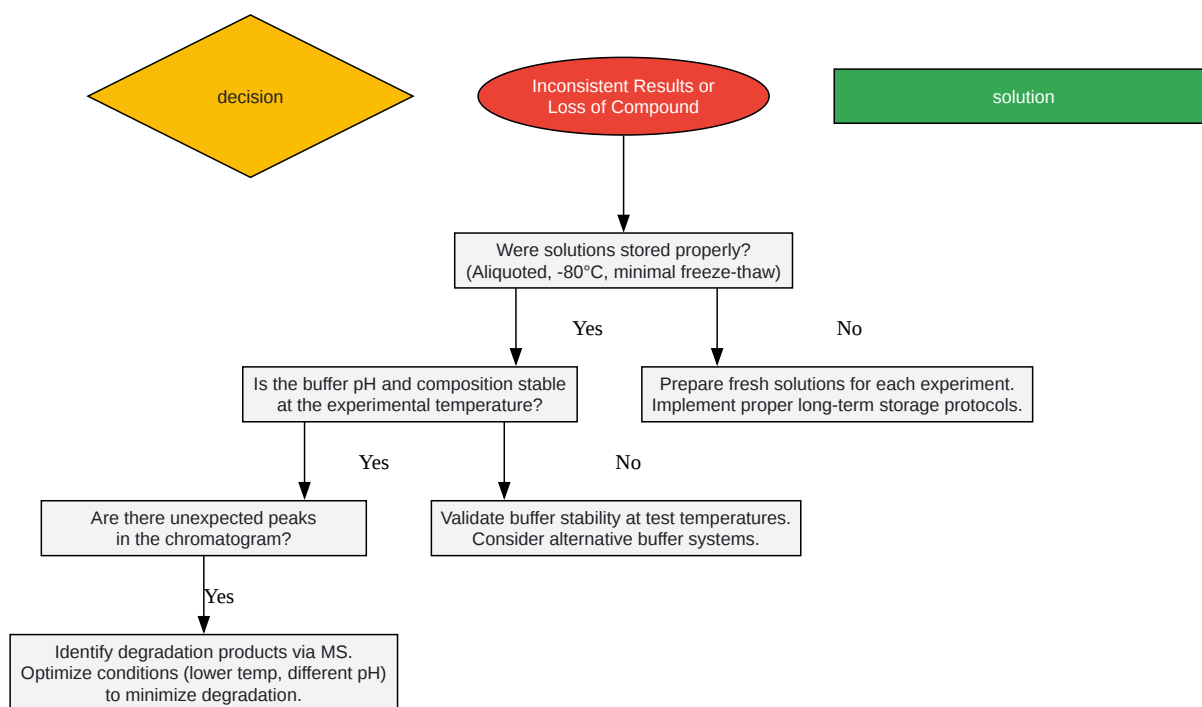 decision
Inconsistent Results or
Loss of Compound
solution
Were solutions stored properly?
(Aliquoted, -80°C, minimal freeze-thaw)
Yes
No
Is the buffer pH and composition stable
at the experimental temperature?
Prepare fresh solutions for each experiment.
Implement proper long-term storage protocols.
Yes
No
Are there unexpected peaks
in the chromatogram?
Validate buffer stability at test temperatures.
Consider alternative buffer systems.
Yes
Identify degradation products via MS.
Optimize conditions (lower temp, different pH)
to minimize degradation.